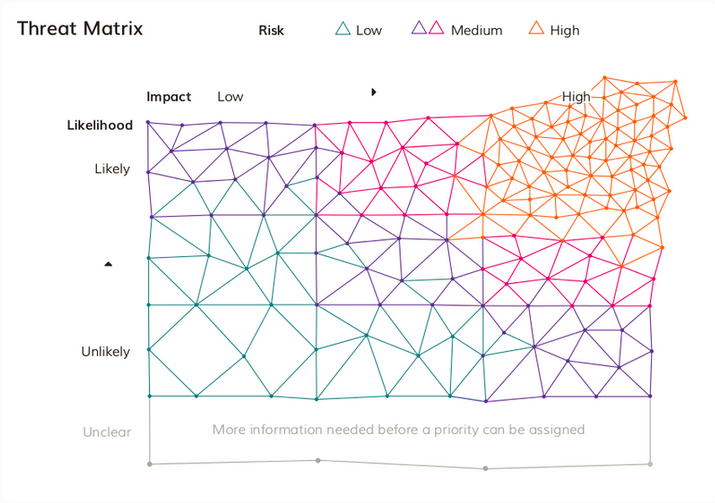 Threat Matrix
Risk
Low
Medium
High
Impact
Low
High
Likelihood
Likely
Unlikely
Unclear
More information needed before a priority can be assigned